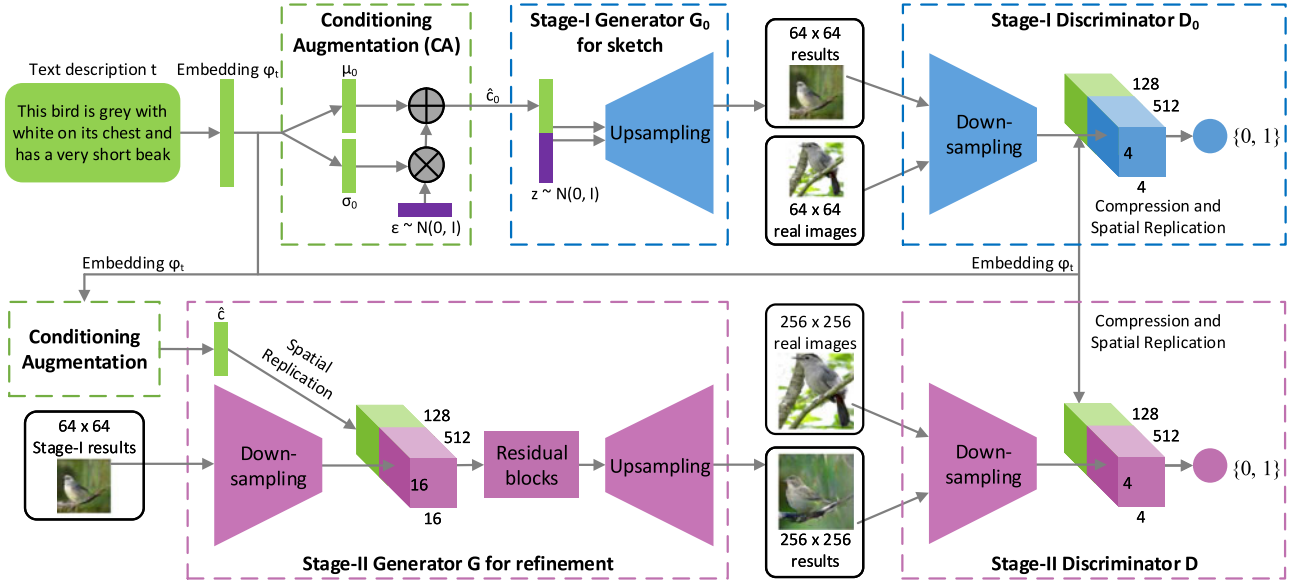 Conditioning
Augmentation (CA)
Stage-I Generator G₀
for sketch
Stage-I Discriminator D₀
Text description t
Embedding φₜ
This bird is grey with
white on its chest and
has a very short beak
μ₀
σ₀
ε ~ N(0, I)
ĉ₀
z ~ N(0, I)
Upsampling
64 x 64
results
64 x 64
real images
Down-
sampling
128
512
4
4
{0, 1}
Compression and
Spatial Replication
Embedding φₜ
Embedding φₜ
Conditioning
Augmentation
64 x 64
Stage-I results
ĉ
Spatial
Replication
Down-
sampling
128
512
16
16
Residual
blocks
Upsampling
Stage-II Generator G for refinement
256 x 256
real images
256 x 256
results
Compression and
Spatial Replication
Down-
sampling
128
512
4
4
{0, 1}
Stage-II Discriminator D